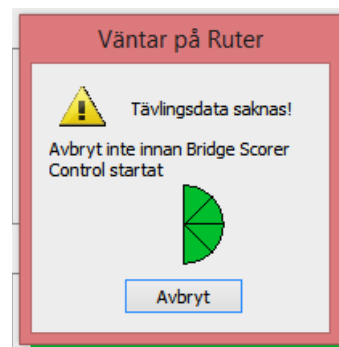 Väntar på Ruter
Tävlingsdata saknas!
Avbryt inte innan Bridge Scorer
Control startat
Avbryt